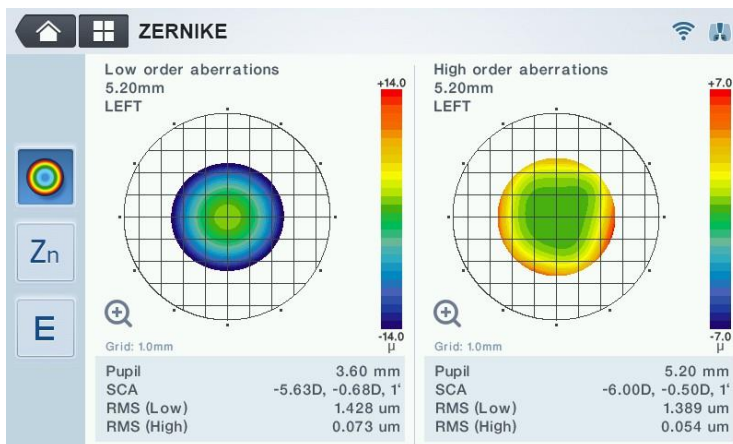 ZERNIKE
Low order aberrations
5.20mm
LEFT
+14.0
-14.0
μ
Grid: 1.0mm
High order aberrations
5.20mm
LEFT
+7.0
-7.0
μ
Grid: 1.0mm
Zn
E
Pupil 3.60 mm
SCA -5.63D, -0.68D, 1‘
RMS (Low) 1.428 um
RMS (High) 0.073 um
Pupil 5.20 mm
SCA -6.00D, -0.50D, 1‘
RMS (Low) 1.389 um
RMS (High) 0.054 um